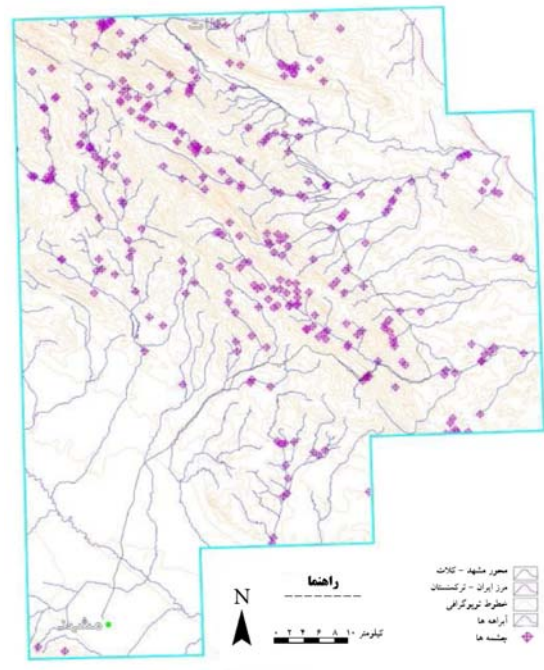 کلات
مشهد
راهنما
N
۰ ۲ ۴ ۶ ۸ ۱۰ کیلومتر
محور مشهد - کلات
مرز ایران - ترکمنستان
خطوط توپوگرافی
آبراهه ها
چشمه ها